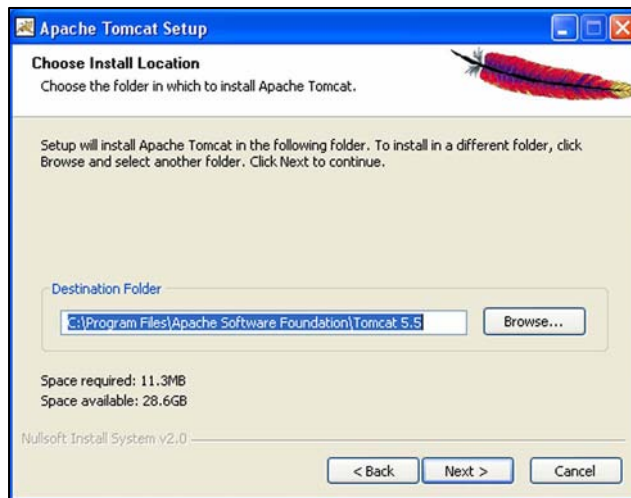 Apache Tomcat Setup
Choose Install Location
Choose the folder in which to install Apache Tomcat.
Setup will install Apache Tomcat in the following folder. To install in a different folder, click
Browse and select another folder. Click Next to continue.
Destination Folder
C:\Program Files\Apache Software Foundation\Tomcat 5.5
Browse...
Space required: 11.3MB
Space available: 28.6GB
Nullsoft Install System v2.0
< Back
Next >
Cancel